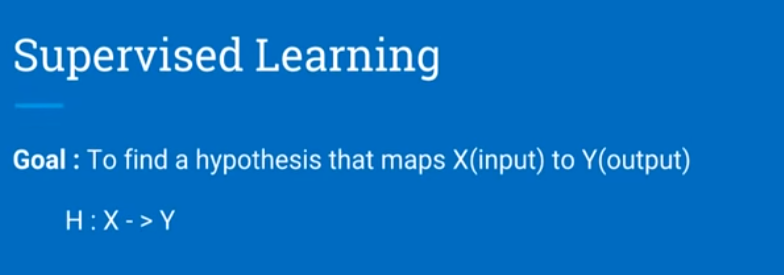 Supervised Learning
Goal : To find a hypothesis that maps X(input) to Y(output)
H : X - > Y